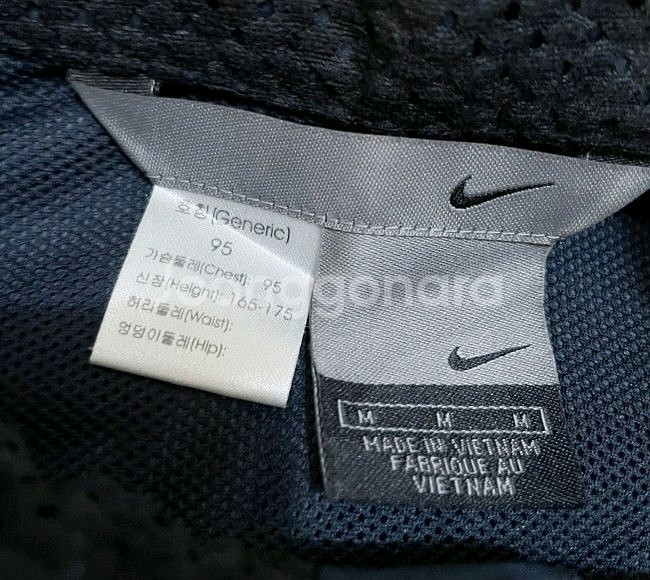 호칭(Generic)
95
가슴둘레(Chest): 95
신장(Height): 165-175
허리둘레(Waist):
엉덩이둘레(Hip):
M M M
MADE IN VIETNAM
FABRIQUE AU
VIETNAM